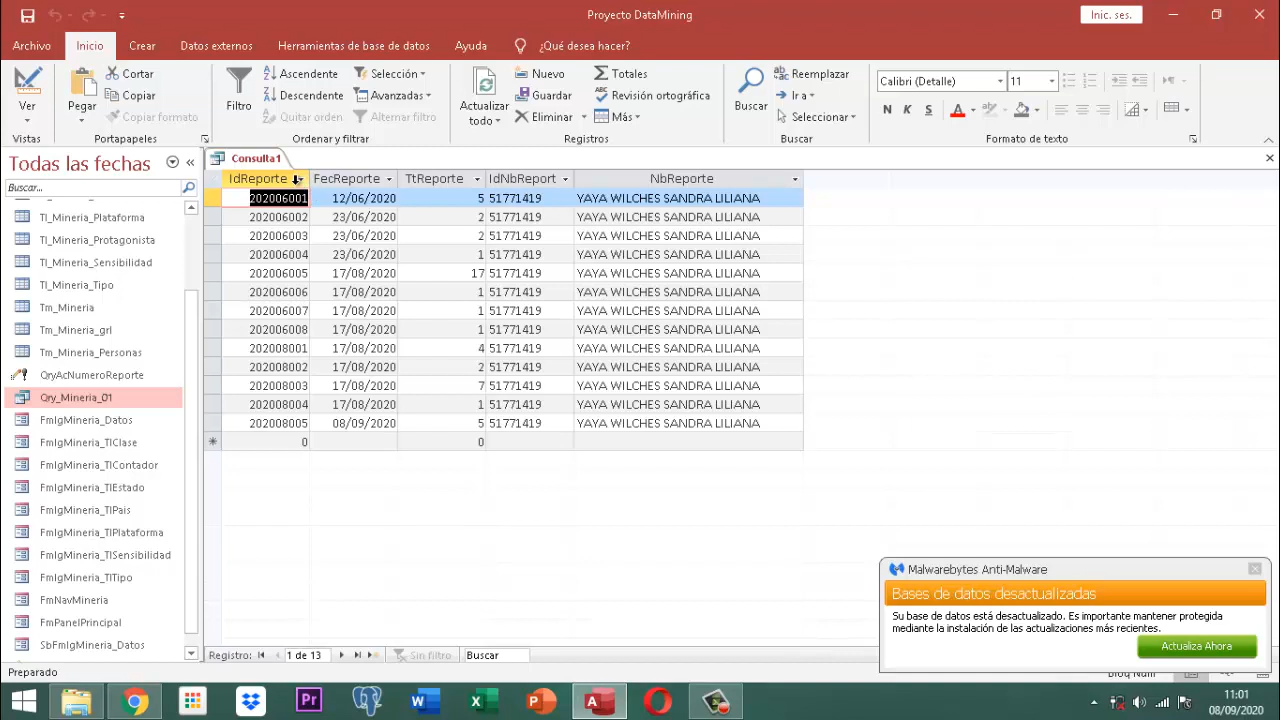 Proyecto DataMining
Inic. ses.
Archivo Inicio Crear Datos externos Herramientas de base de datos Ayuda ¿Qué desea hacer?
Ver
Pegar
Cortar
Copiar
Copiar formato
Filtro
Ascendente
Descendente
Quitar orden
Selección
Avanzadas
Alternar filtro
Actualizar todo
Nuevo
Guardar
Eliminar
Totales
Revisión ortográfica
Más
Buscar
Reemplazar
Ir a
Seleccionar
Calibri (Detalle) 11
N K S
Vistas Portapapeles Ordenar y filtrar Registros Buscar Formato de texto
Todas las fechas
Buscar...
Tl_Mineria_Plataforma
Tl_Mineria_Protagonista
Tl_Mineria_Sensibilidad
Tl_Mineria_Tipo
Tm_Mineria
Tm_Mineria_grl
Tm_Mineria_Personas
QryAcNumeroReporte
Qry_Mineria_01
FmIgMineria_Datos
FmIgMineria_TlClase
FmIgMineria_TlContador
FmIgMineria_TlEstado
FmIgMineria_TlPais
FmIgMineria_TlPlataforma
FmIgMineria_TlSensibilidad
FmIgMineria_TlTipo
FmNavMineria
FmPanelPrincipal
SbFmIgMineria_Datos
Consulta1
IdReporte FecReporte TtReporte IdNbReport NbReporte
202006001 12/06/2020 5 51771419 YAYA WILCHES SANDRA LILIANA
202006002 23/06/2020 2 51771419 YAYA WILCHES SANDRA LILIANA
202006003 23/06/2020 2 51771419 YAYA WILCHES SANDRA LILIANA
202006004 23/06/2020 1 51771419 YAYA WILCHES SANDRA LILIANA
202006005 17/08/2020 17 51771419 YAYA WILCHES SANDRA LILIANA
202006006 17/08/2020 1 51771419 YAYA WILCHES SANDRA LILIANA
202006007 17/08/2020 1 51771419 YAYA WILCHES SANDRA LILIANA
202006008 17/08/2020 1 51771419 YAYA WILCHES SANDRA LILIANA
202008001 17/08/2020 4 51771419 YAYA WILCHES SANDRA LILIANA
202008002 17/08/2020 2 51771419 YAYA WILCHES SANDRA LILIANA
202008003 17/08/2020 7 51771419 YAYA WILCHES SANDRA LILIANA
202008004 17/08/2020 1 51771419 YAYA WILCHES SANDRA LILIANA
202008005 08/09/2020 5 51771419 YAYA WILCHES SANDRA LILIANA
0 0
Malwarebytes Anti-Malware
Bases de datos desactualizadas
Su base de datos está desactualizado. Es importante mantener protegida
mediante la instalación de las actualizaciones más recientes.
Actualiza Ahora
Registro: 1 de 13 Sin filtro Buscar
Preparado
Bloq Num
11:01
08/09/2020